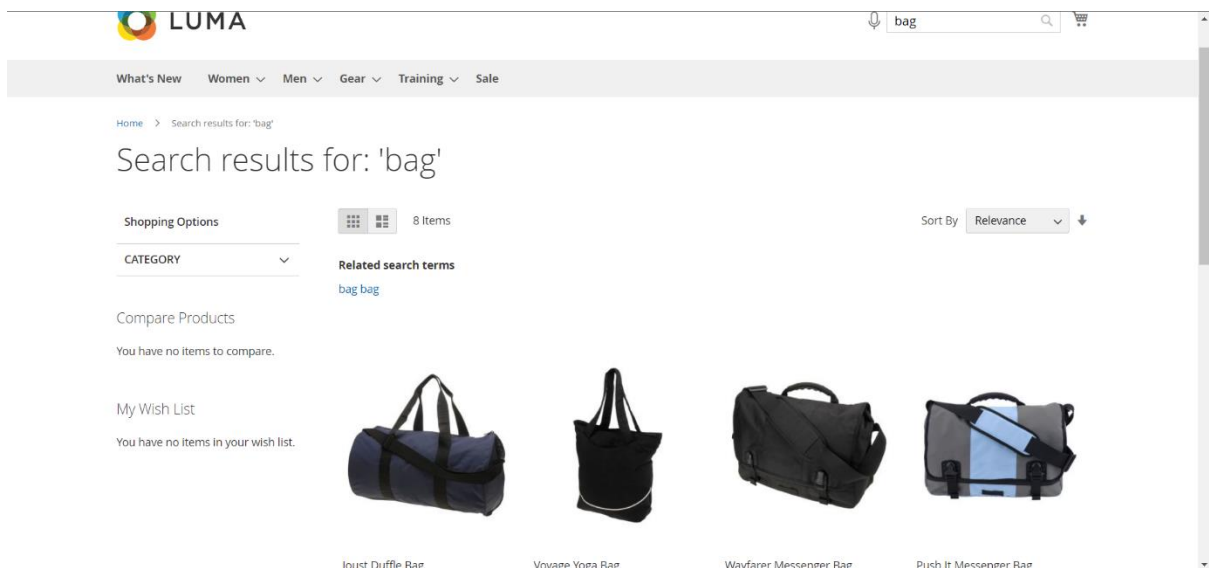 LUMA
bag
What's New Women Men Gear Training Sale
Home > Search results for: 'bag'
Search results for: 'bag'
Shopping Options
8 Items
Sort By Relevance
CATEGORY
Related search terms
bag bag
Compare Products
You have no items to compare.
My Wish List
You have no items in your wish list.
Joust Duffle Bag Voyage Yoga Bag Wayfarer Messenger Bag Push It Messenger Bag